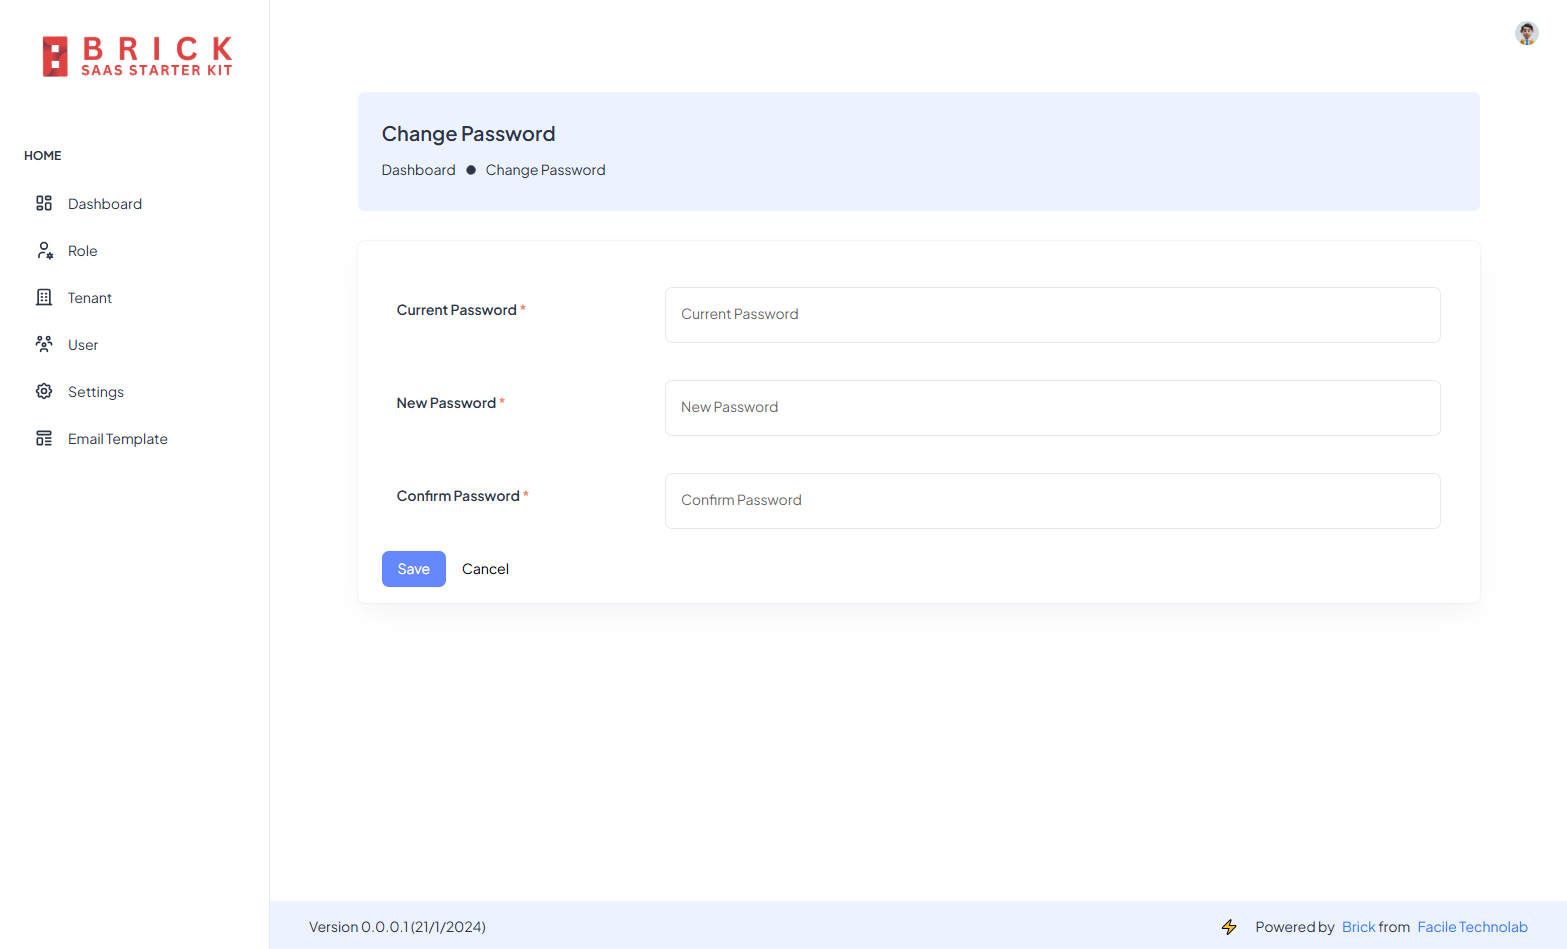 BRICK
SAAS STARTER KIT
HOME
Dashboard
Role
Tenant
User
Settings
Email Template
Change Password
Dashboard ● Change Password
Current Password *
Current Password
New Password *
New Password
Confirm Password *
Confirm Password
Save Cancel
Version 0.0.0.1 (21/1/2024)
Powered by Brick from Facile Technolab